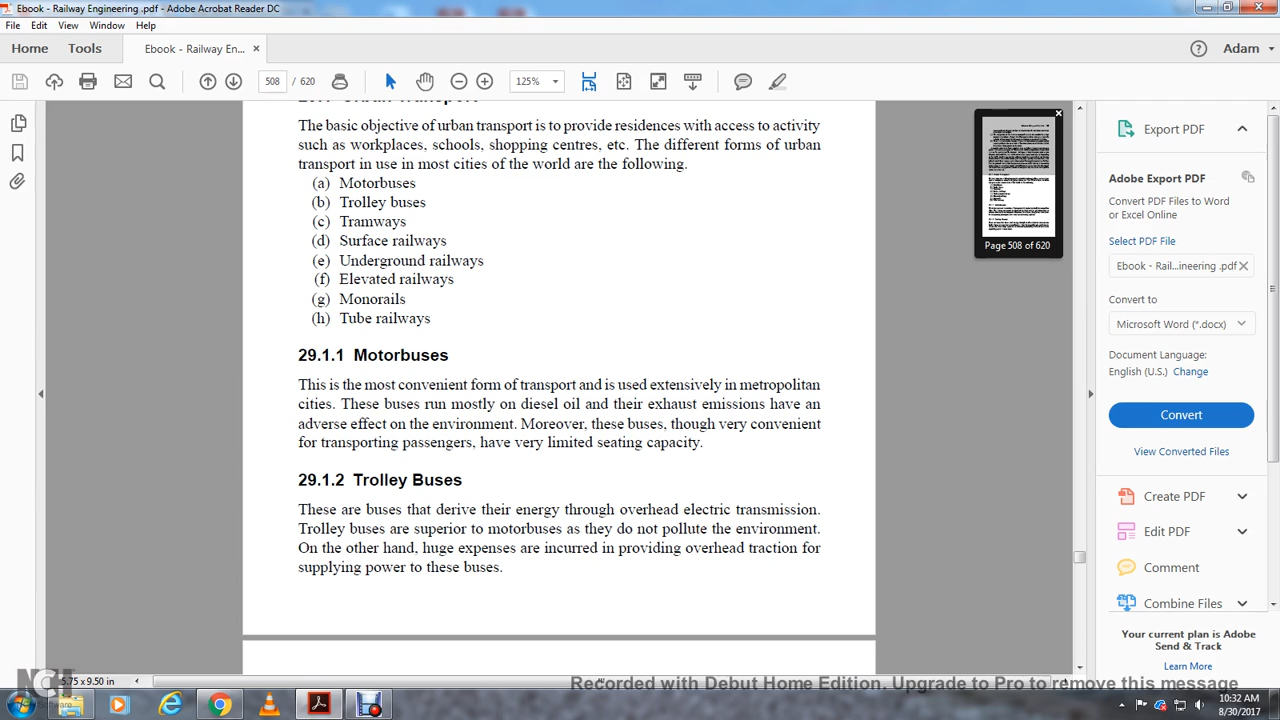 Ebook - Railway Engineering .pdf - Adobe Acrobat Reader DC
File Edit View Window Help
Home Tools Ebook - Railway En... × Adam
508 / 620 125%
Urban Transport
The basic objective of urban transport is to provide residences with access to activity
such as workplaces, schools, shopping centres, etc. The different forms of urban
transport in use in most cities of the world are the following.
(a) Motorbuses
(b) Trolley buses
(c) Tramways
(d) Surface railways
(e) Underground railways
(f) Elevated railways
(g) Monorails
(h) Tube railways
29.1.1 Motorbuses
This is the most convenient form of transport and is used extensively in metropolitan
cities. These buses run mostly on diesel oil and their exhaust emissions have an
adverse effect on the environment. Moreover, these buses, though very convenient
for transporting passengers, have very limited seating capacity.
29.1.2 Trolley Buses
These are buses that derive their energy through overhead electric transmission.
Trolley buses are superior to motorbuses as they do not pollute the environment.
On the other hand, huge expenses are incurred in providing overhead traction for
supplying power to these buses.
Page 508 of 620
Export PDF
Adobe Export PDF
Convert PDF Files to Word
or Excel Online
Select PDF File
Ebook - Rail...ineering .pdf ×
Convert to
Microsoft Word (*.docx)
Document Language:
English (U.S.) Change
Convert
View Converted Files
Create PDF
Edit PDF
Comment
Combine Files
Your current plan is Adobe
Send & Track
Learn More
5.75 x 9.50 in
NCH
Software
Recorded with Debut Home Edition. Upgrade to Pro to remove this message
10:32 AM
8/30/2017